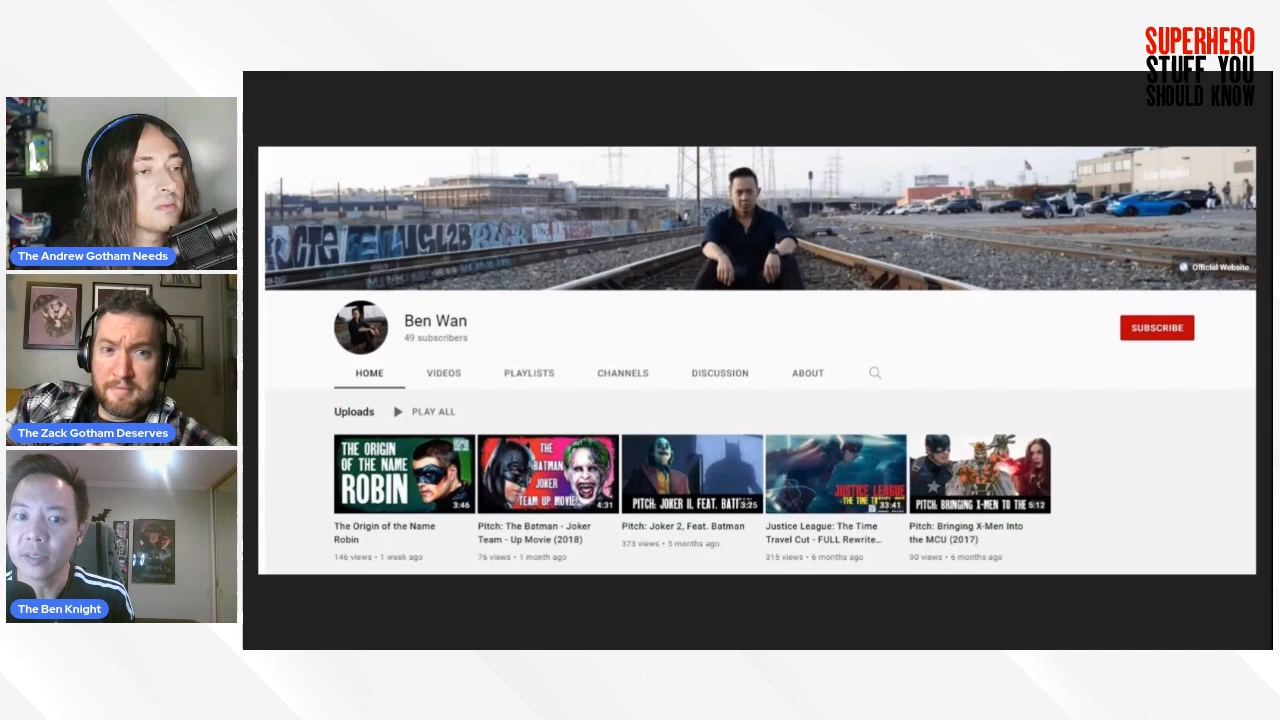 SUPERHERO
STUFF YOU
SHOULD KNOW
The Andrew Gotham Needs
The Zack Gotham Deserves
The Ben Knight
Official Website
Ben Wan
49 subscribers
SUBSCRIBE
HOME VIDEOS PLAYLISTS CHANNELS DISCUSSION ABOUT
Uploads PLAY ALL
THE ORIGIN
OF THE NAME
ROBIN
3:46
THE
BATMAN
JOKER
TEAM UP MOVIE
4:31
PITCH: JOKER II, FEAT. BAT
3:25
JUSTICE LEAGUE
THE TIME
33:41
PITCH: BRINGING X-MEN TO THE
5:12
The Origin of the Name
Robin
146 views • 1 week ago
Pitch: The Batman - Joker
Team - Up Movie (2018)
76 views • 1 month ago
Pitch: Joker 2, Feat. Batman
373 views • 5 months ago
Justice League: The Time
Travel Cut - FULL Rewrite...
315 views • 6 months ago
Pitch: Bringing X-Men Into
the MCU (2017)
90 views • 6 months ago